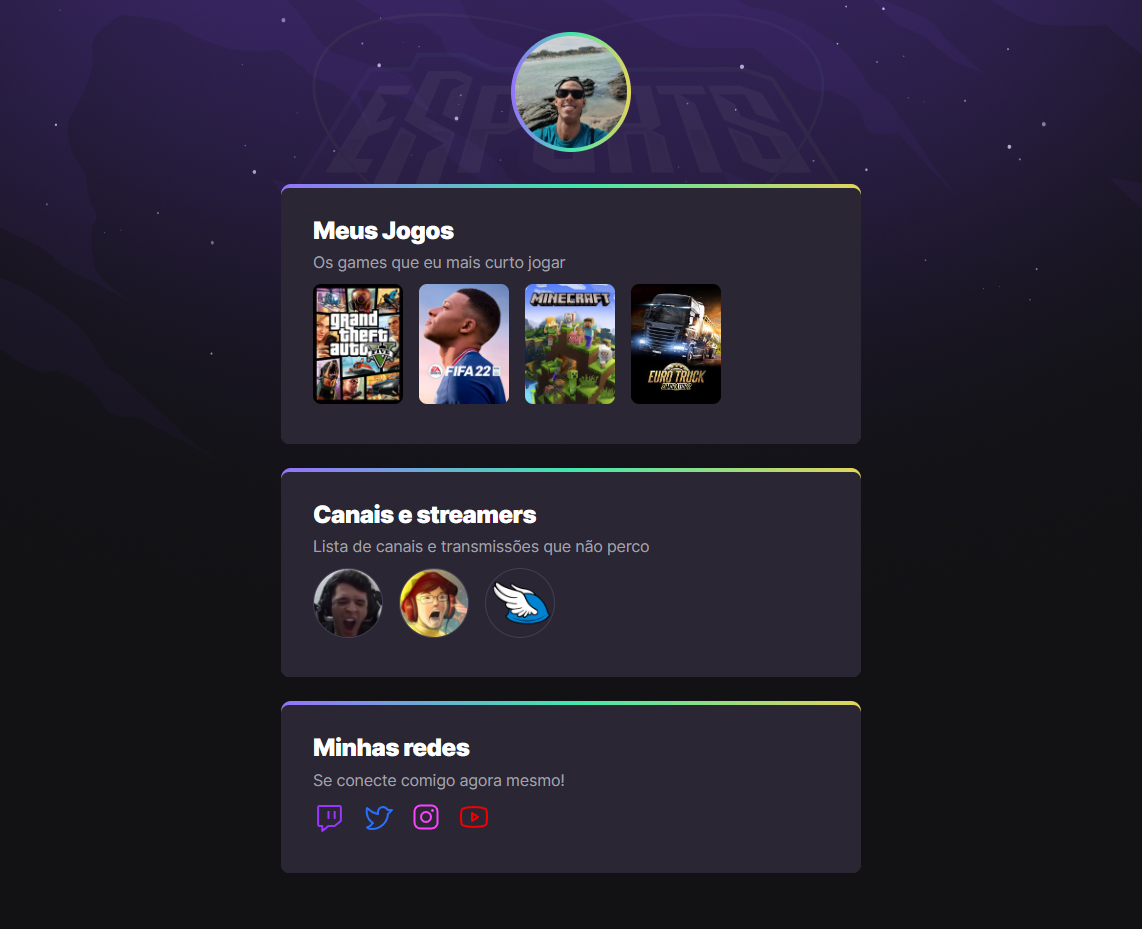 ESPORTS
Meus Jogos
Os games que eu mais curto jogar
grand
theft
auto
V
FIFA 22
MINECRAFT
EURO TRUCK
SIMULATOR 2
Canais e streamers
Lista de canais e transmissões que não perco
Minhas redes
Se conecte comigo agora mesmo!